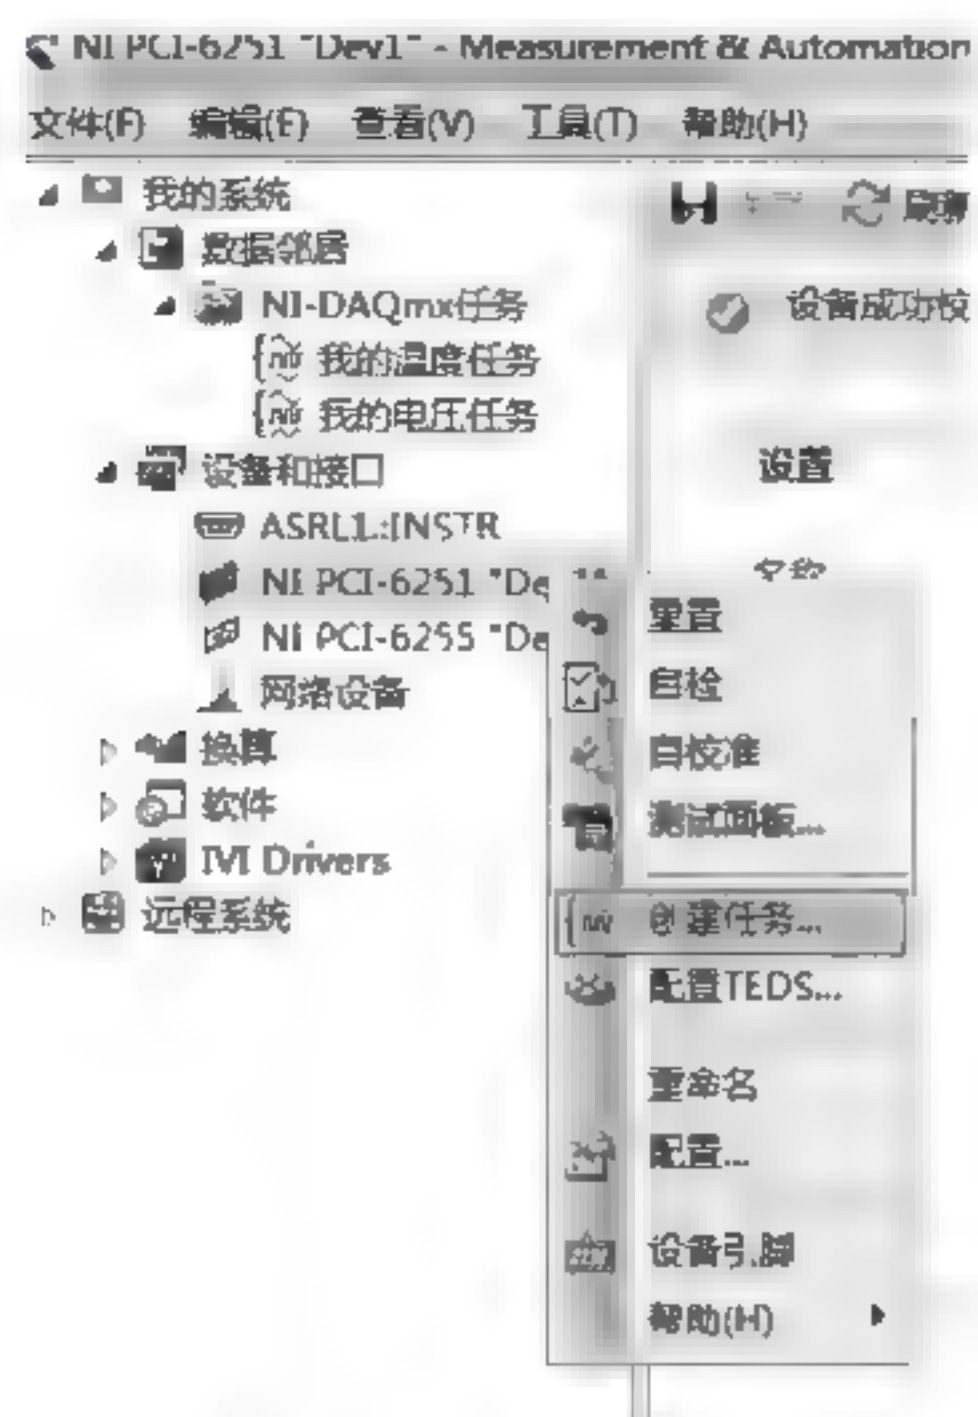 NI PCI-6251 "Dev1" - Measurement & Automation
文件(F) 编辑(E) 查看(V) 工具(T) 帮助(H)
我的系统
数据邻居
NI-DAQmx任务
我的温度任务
我的电压任务
设备和接口
ASRL1::INSTR
NI PCI-6251 "De
NI PCI-6255 "De
网络设备
换算
软件
IVI Drivers
远程系统
设备成功校
设置
名称
重置
自检
自校准
测试面板...
创建任务...
配置TEDS...
重命名
配置...
设备引脚
帮助(H)